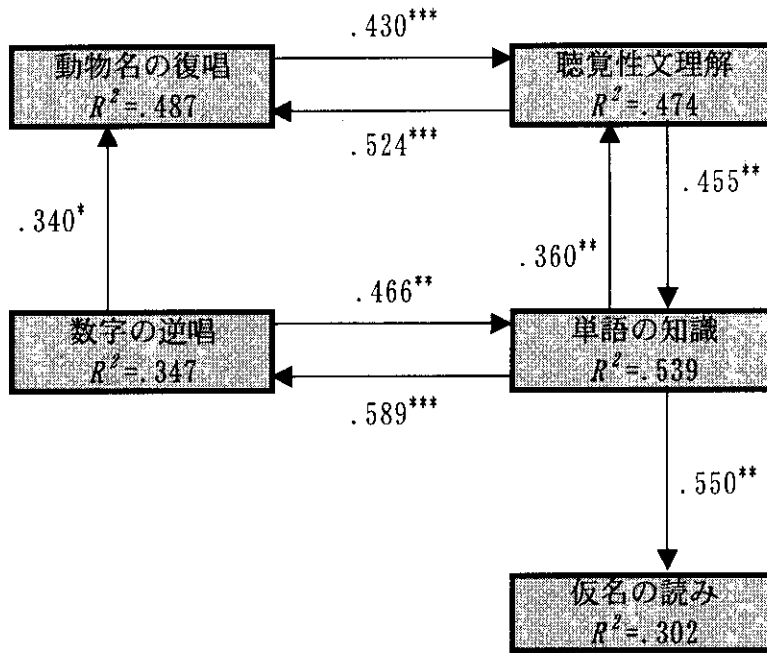 .430***
動物名の復唱
R²=.487
聴覚性文理解
R²=.474
.524***
.340*
.360**
.455**
.466**
数字の逆唱
R²=.347
単語の知識
R²=.539
.589***
.550**
仮名の読み
R²=.302